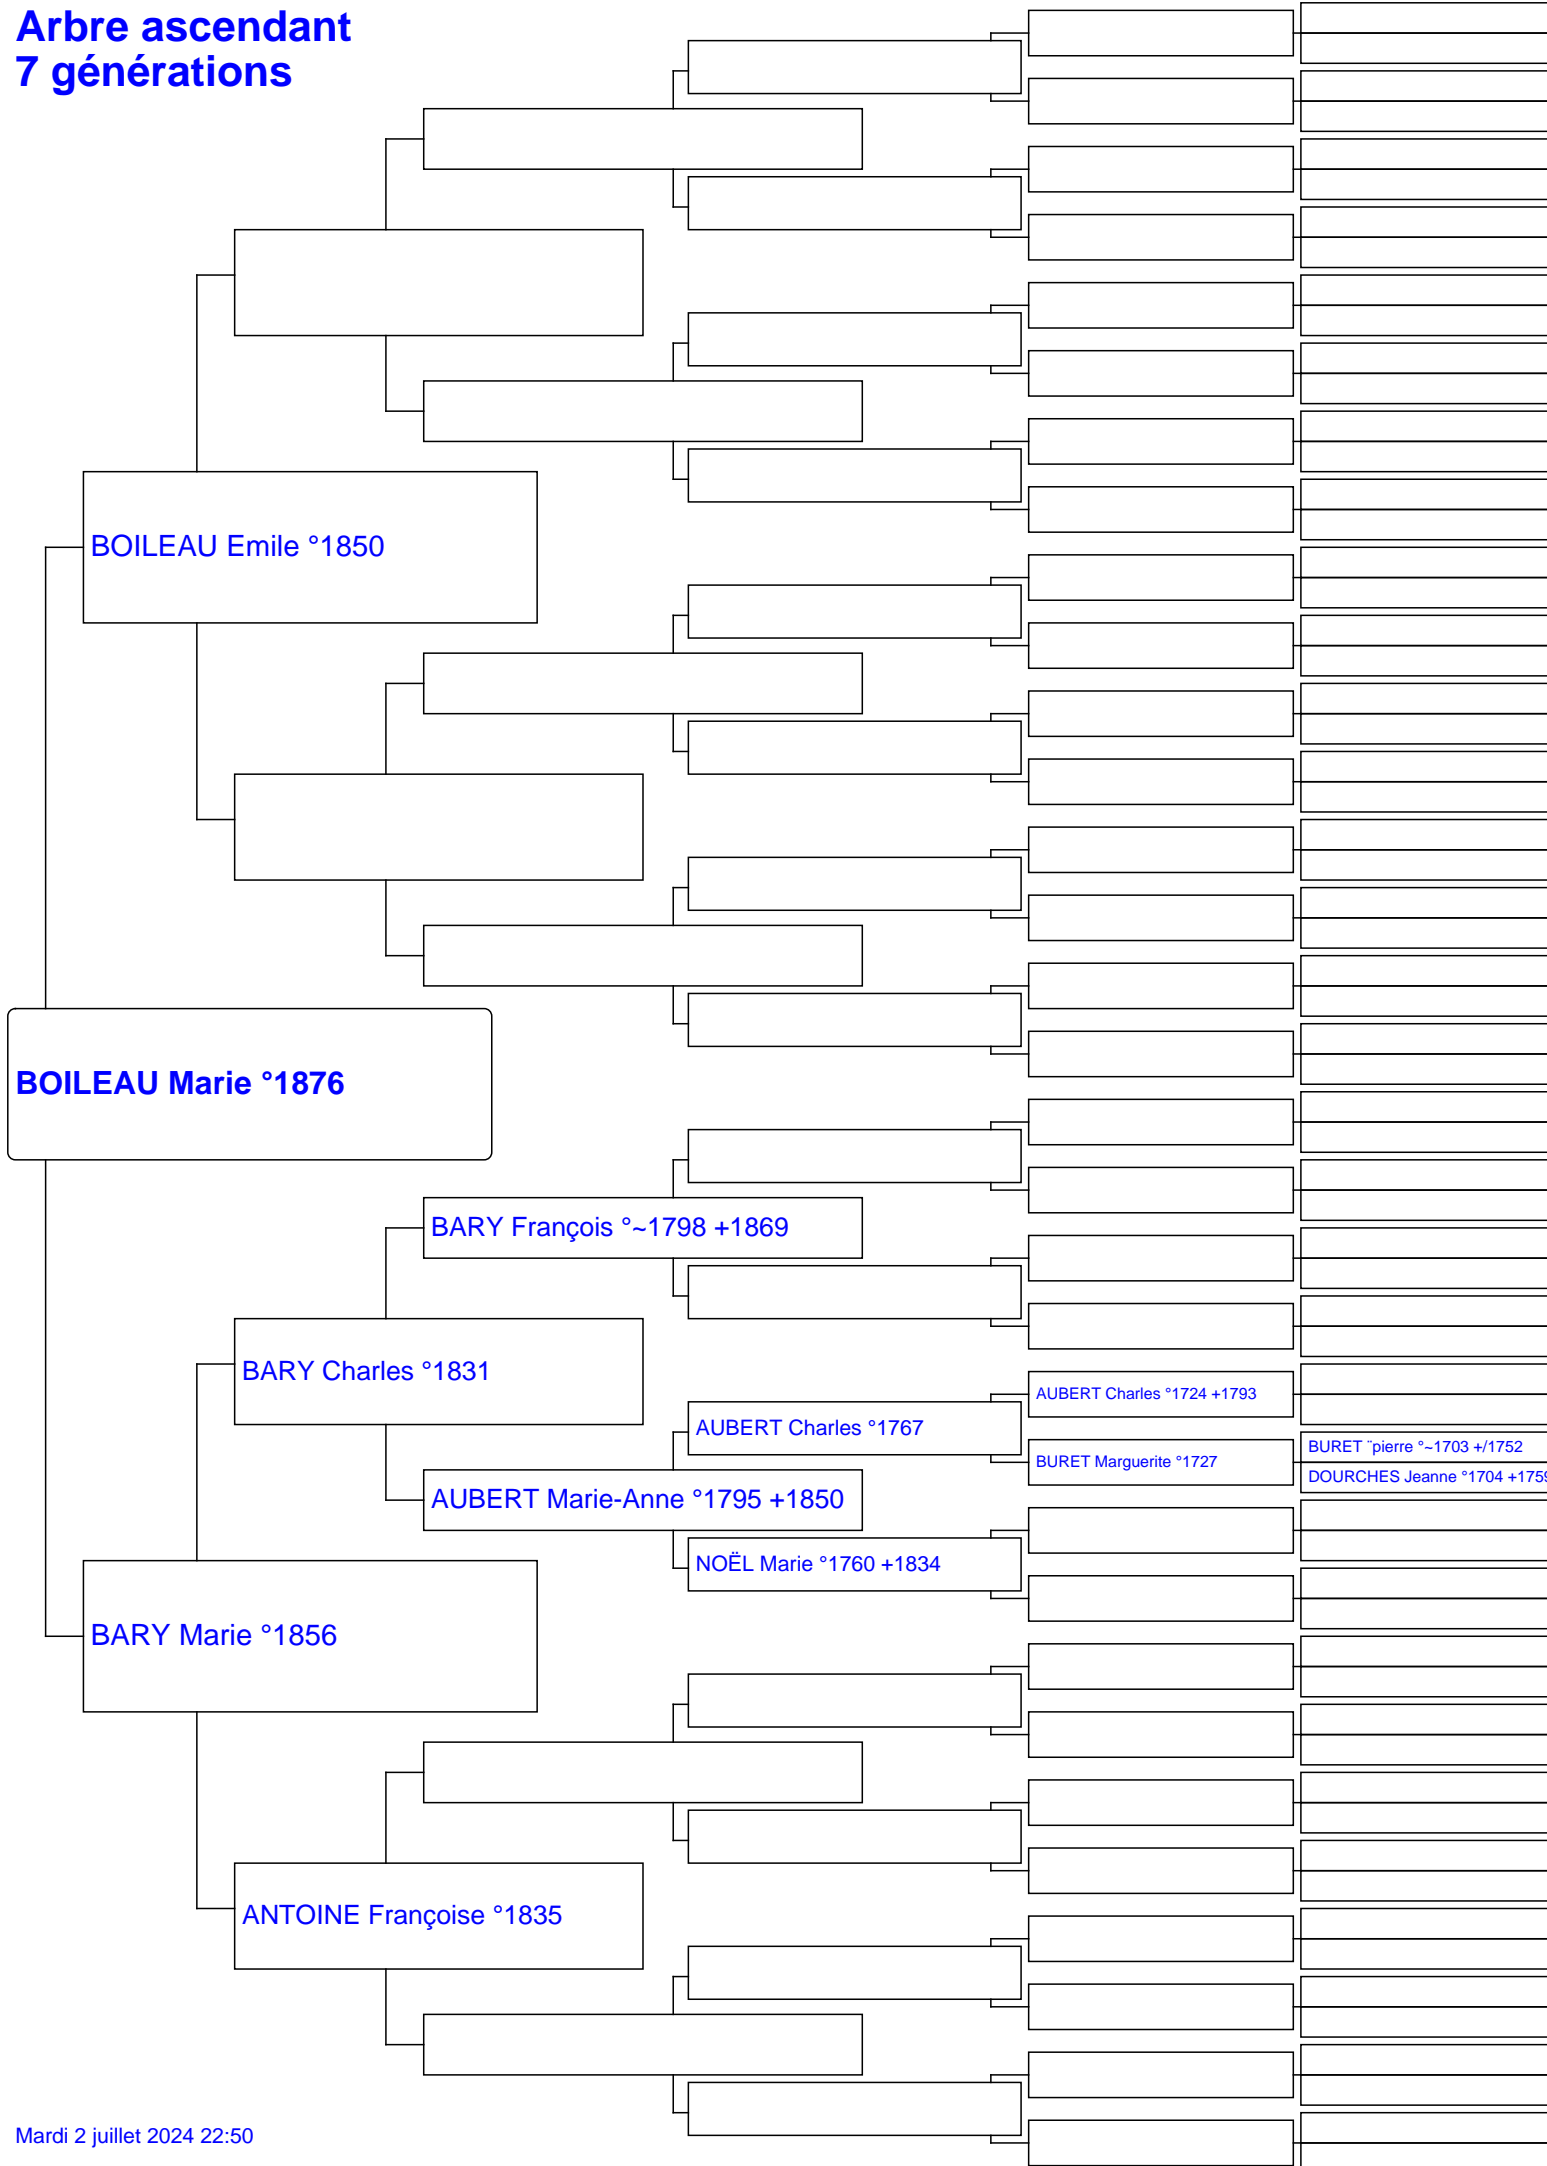 Arbre ascendant
7 générations
BOILEAU Emile °1850
BOILEAU Marie °1876
BARY François °~1798 +1869
BARY Charles °1831
AUBERT Charles °1724 +1793
AUBERT Charles °1767
BURET ¨pierre °~1703 +/1752
BURET Marguerite °1727
DOURCHES Jeanne °1704 +1759
AUBERT Marie-Anne °1795 +1850
NOËL Marie °1760 +1834
BARY Marie °1856
ANTOINE Françoise °1835
Mardi 2 juillet 2024 22:50